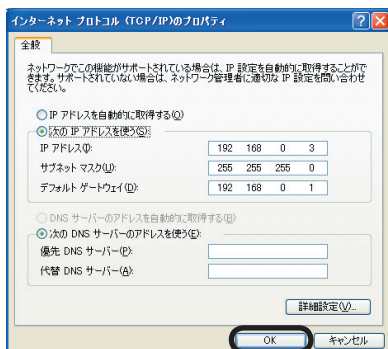 インターネット プロトコル (TCP/IP)のプロパティ
全般
ネットワークでこの機能がサポートされている場合は、IP 設定を自動的に取得することがで
きます。サポートされていない場合は、ネットワーク管理者に適切な IP 設定を問い合わせ
てください。
IP アドレスを自動的に取得する(O)
次の IP アドレスを使う(S):
IP アドレス(I): 192 168 0 3
サブネット マスク(U): 255 255 255 0
デフォルト ゲートウェイ(D): 192 168 0 1
DNS サーバーのアドレスを自動的に取得する(B)
次の DNS サーバーのアドレスを使う(E):
優先 DNS サーバー(P):
代替 DNS サーバー(A):
詳細設定(V)...
OK キャンセル